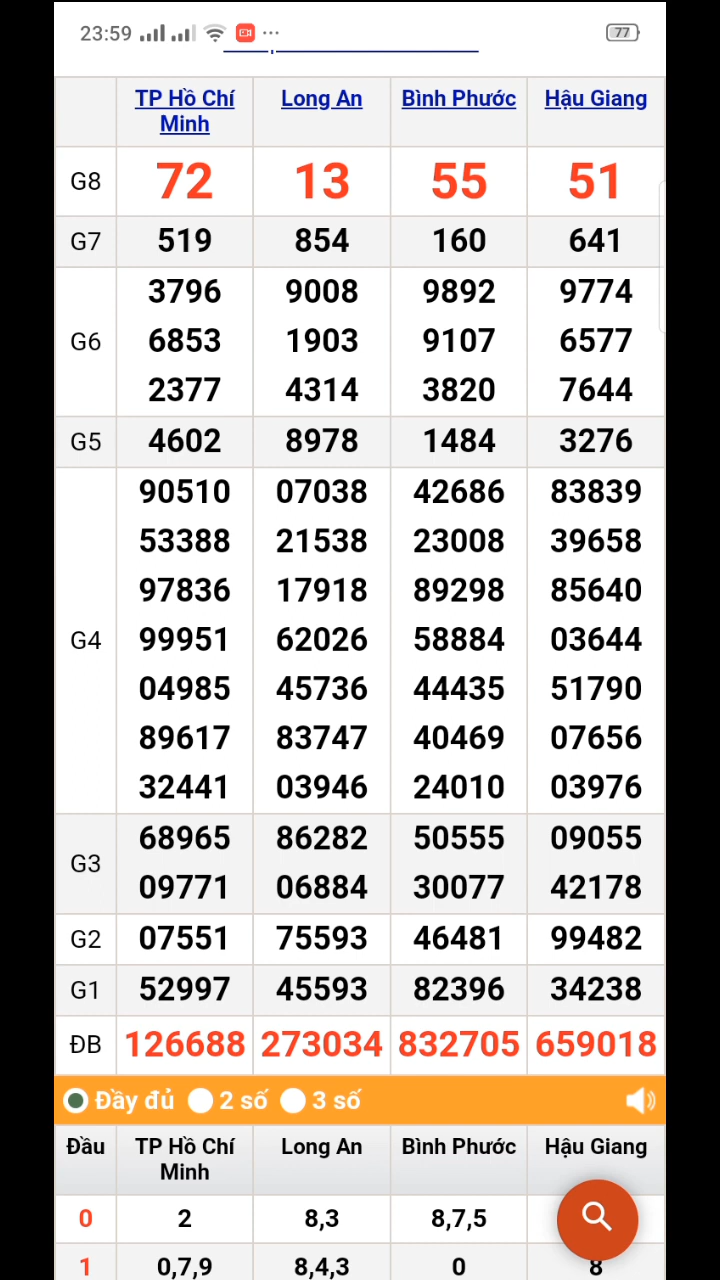 23:59 77
TP Hồ Chí Minh Long An Bình Phước Hậu Giang
G8 72 13 55 51
G7 519 854 160 641
G6 3796 9008 9892 9774
6853 1903 9107 6577
2377 4314 3820 7644
G5 4602 8978 1484 3276
G4 90510 07038 42686 83839
53388 21538 23008 39658
97836 17918 89298 85640
99951 62026 58884 03644
04985 45736 44435 51790
89617 83747 40469 07656
32441 03946 24010 03976
G3 68965 86282 50555 09055
09771 06884 30077 42178
G2 07551 75593 46481 99482
G1 52997 45593 82396 34238
ĐB 126688 273034 832705 659018
Đầy đủ 2 số 3 số
Đầu TP Hồ Chí Minh Long An Bình Phước Hậu Giang
0 2 8,3 8,7,5
1 0,7,9 8,4,3 0 8